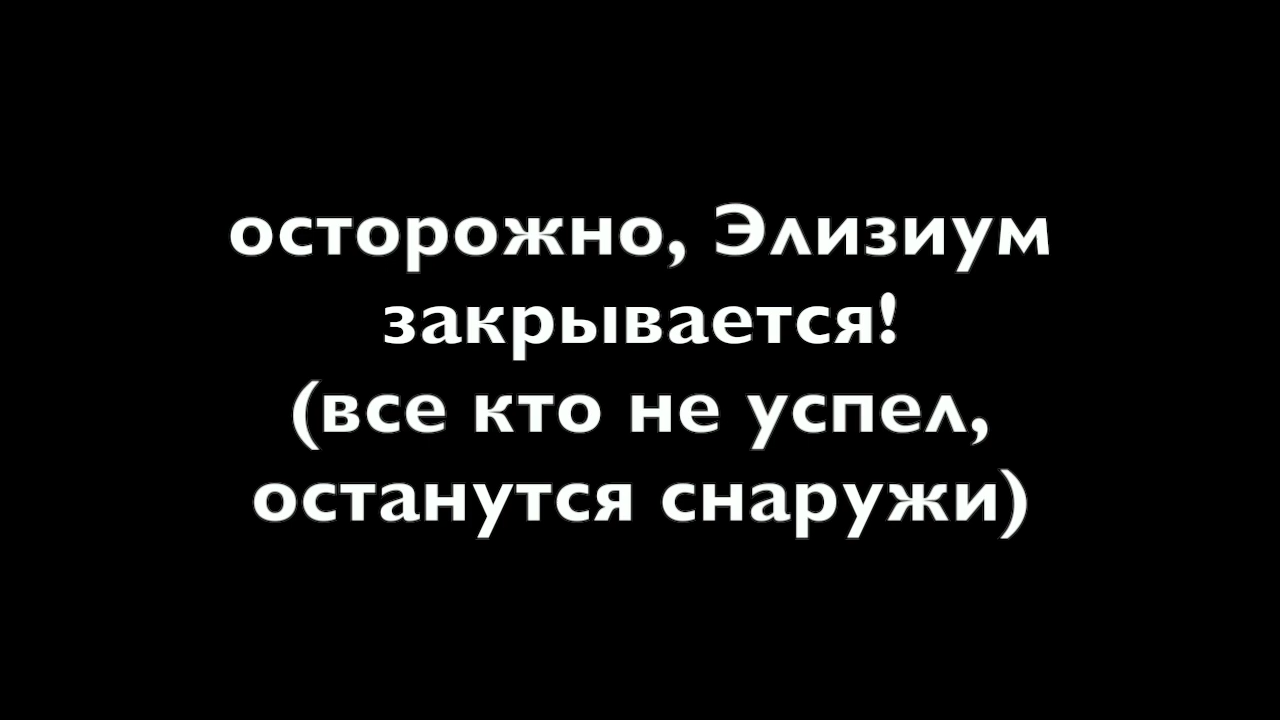 осторожно, Элизиум
закрывается!
(все кто не успел,
останутся снаружи)